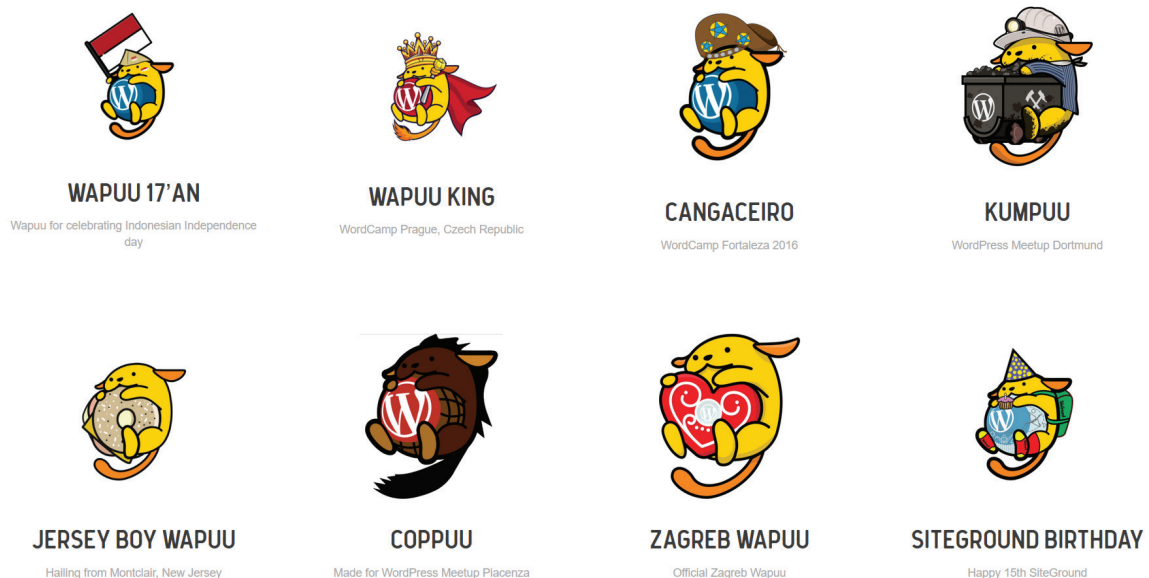 WAPUU 17'AN
Wapuu for celebrating Indonesian Independence
day
WAPUU KING
WordCamp Prague, Czech Republic
CANGACEIRO
WordCamp Fortaleza 2016
KUMPUU
WordPress Meetup Dortmund
JERSEY BOY WAPUU
Hailing from Montclair, New Jersey
COPPUU
Made for WordPress Meetup Piacenza
ZAGREB WAPUU
Official Zagreb Wapuu
SITEGROUND BIRTHDAY
Happy 15th SiteGround